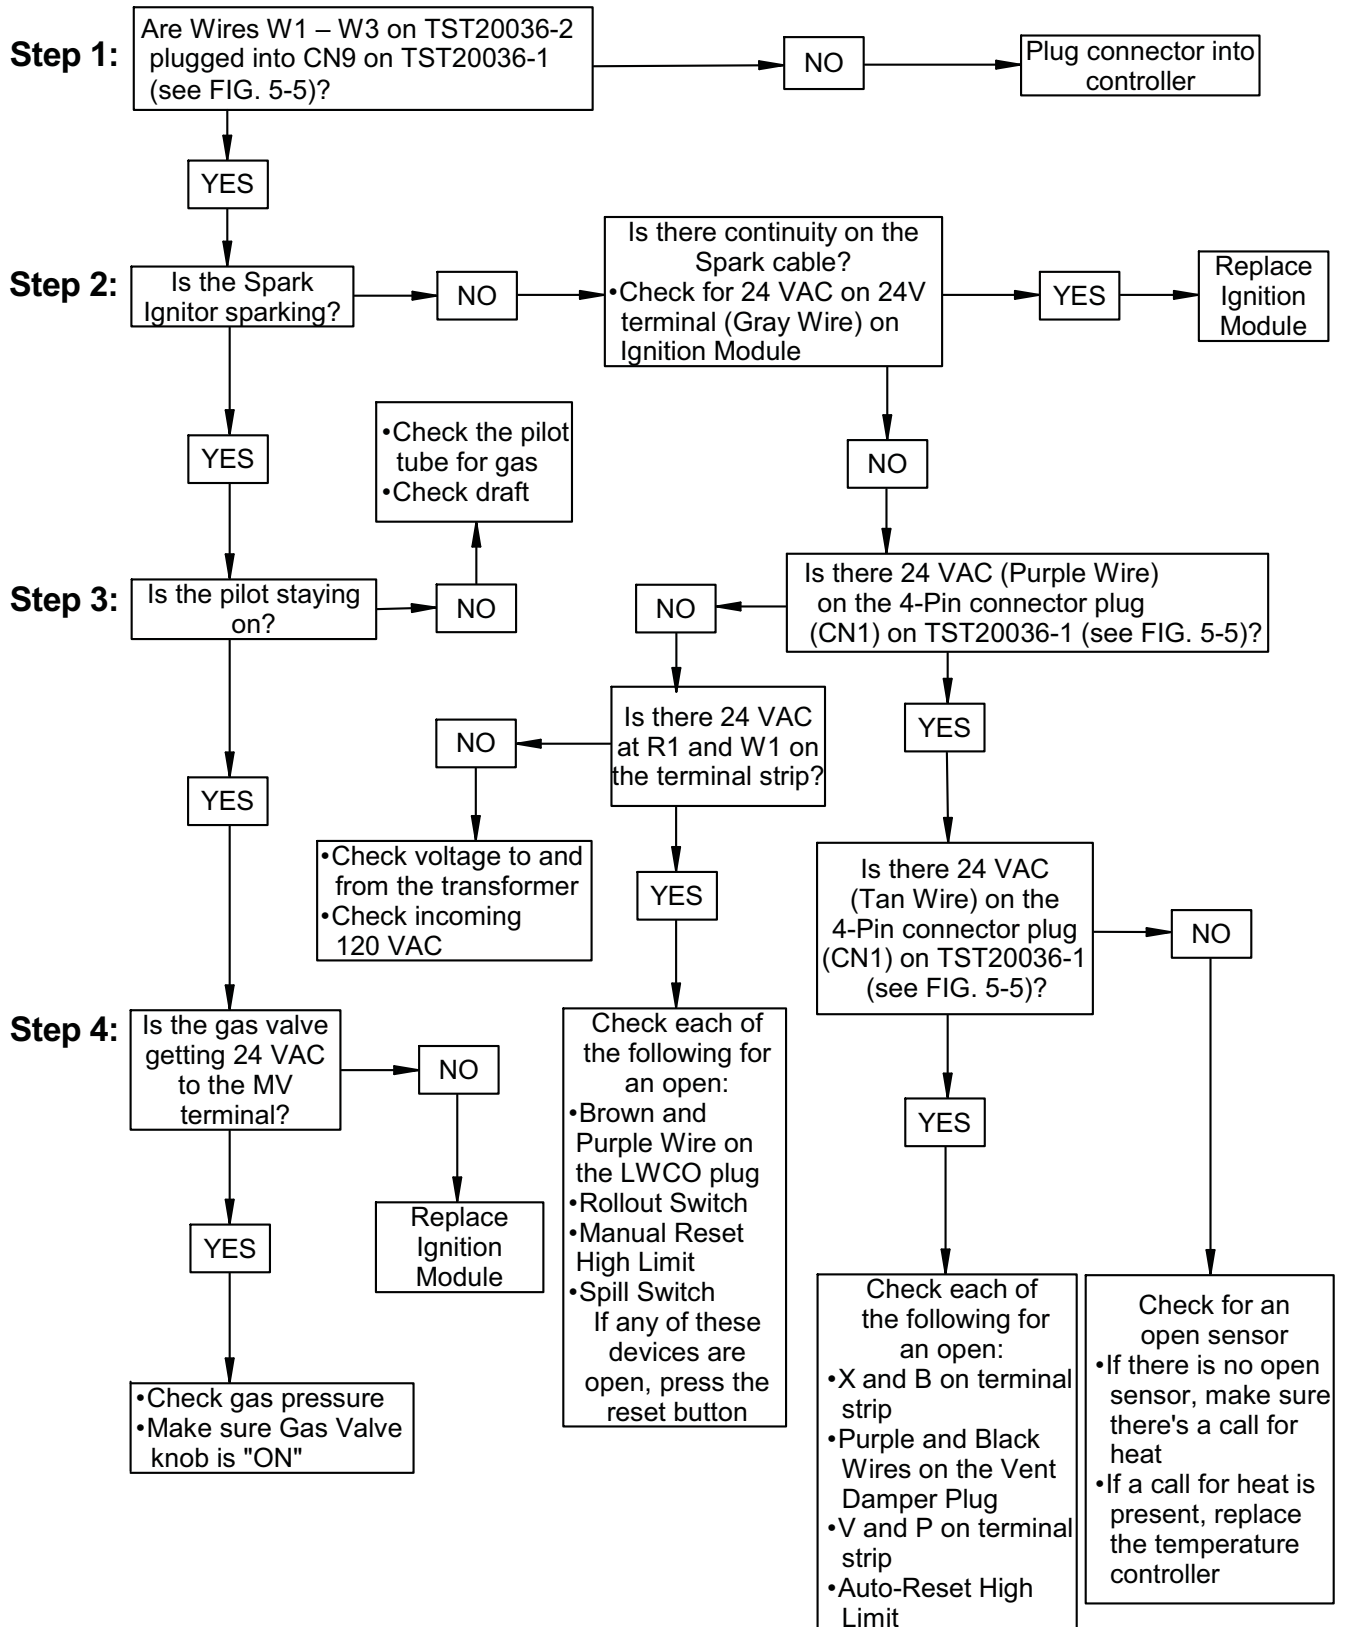 Step 1:
Are Wires W1 – W3 on TST20036-2
plugged into CN9 on TST20036-1
(see FIG. 5-5)?
NO
Plug connector into
controller
YES
Step 2:
Is the Spark
Ignitor sparking?
NO
Is there continuity on the
Spark cable?
•Check for 24 VAC on 24V
terminal (Gray Wire) on
Ignition Module
YES
Replace
Ignition
Module
YES
•Check the pilot
tube for gas
•Check draft
NO
Step 3:
Is the pilot staying
on?
NO
NO
Is there 24 VAC (Purple Wire)
on the 4-Pin connector plug
(CN1) on TST20036-1 (see FIG. 5-5)?
NO
Is there 24 VAC
at R1 and W1 on
the terminal strip?
YES
YES
•Check voltage to and
from the transformer
•Check incoming
120 VAC
YES
Is there 24 VAC
(Tan Wire) on the
4-Pin connector plug
(CN1) on TST20036-1
(see FIG. 5-5)?
NO
Step 4:
Is the gas valve
getting 24 VAC
to the MV
terminal?
NO
Check each of
the following for
an open:
•Brown and
Purple Wire on
the LWCO plug
•Rollout Switch
•Manual Reset
High Limit
•Spill Switch
If any of these
devices are
open, press the
reset button
YES
YES
Replace
Ignition
Module
•Check gas pressure
•Make sure Gas Valve
knob is "ON"
Check each of
the following for
an open:
•X and B on terminal
strip
•Purple and Black
Wires on the Vent
Damper Plug
•V and P on terminal
strip
•Auto-Reset High
Limit
Check for an
open sensor
•If there is no open
sensor, make sure
there's a call for
heat
•If a call for heat is
present, replace
the temperature
controller